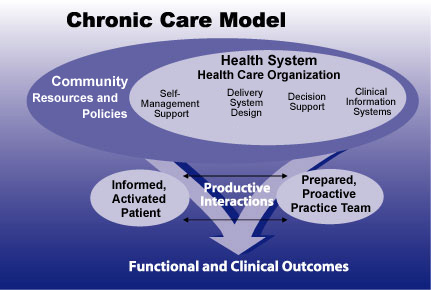 Chronic Care Model
Health System
Health Care Organization
Community
Resources and
Policies
Self-
Management
Support
Delivery
System
Design
Decision
Support
Clinical
Information
Systems
Informed,
Activated
Patient
Productive
Interactions
Prepared,
Proactive
Practice Team
Functional and Clinical Outcomes